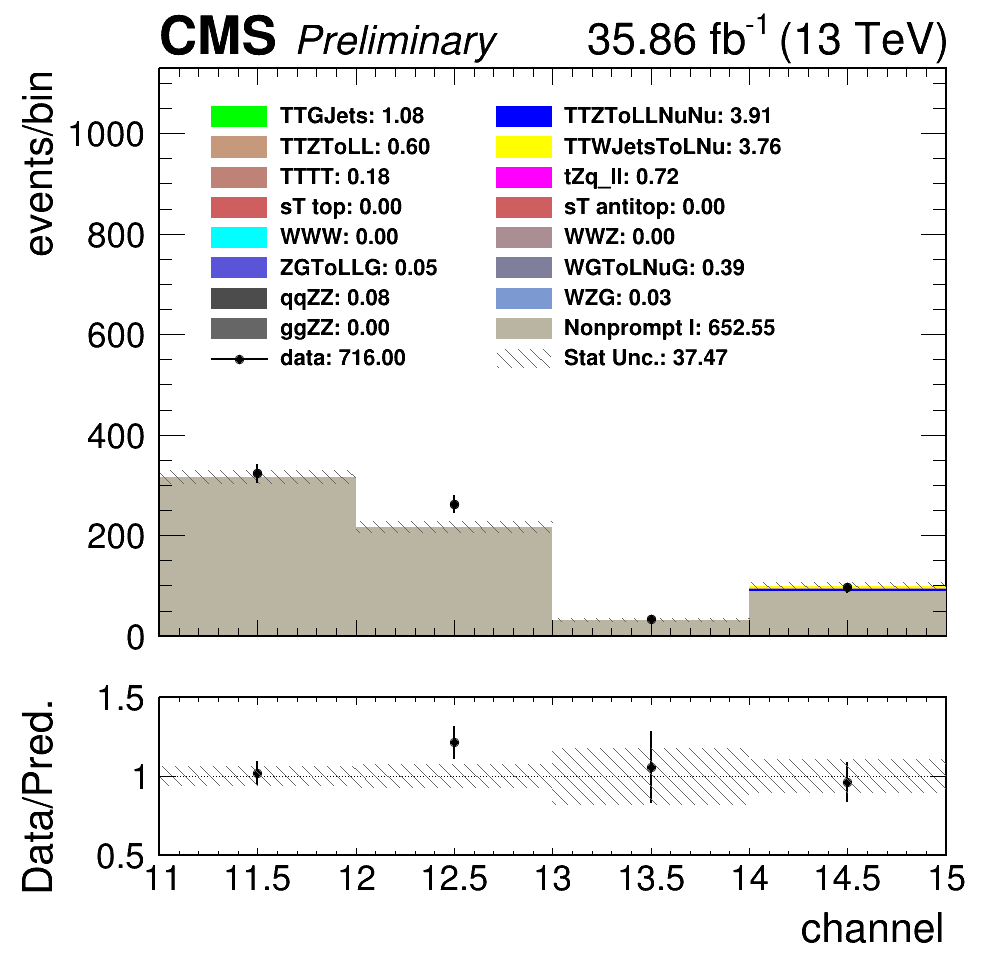 CMS Preliminary 35.86 fb-1 (13 TeV)
events/bin
1000
800
600
400
200
0
TTGJets: 1.08 TTZToLLNuNu: 3.91
TTZToLL: 0.60 TTWJetsToLNu: 3.76
TTTT: 0.18 tZq_ll: 0.72
sT top: 0.00 sT antitop: 0.00
WWW: 0.00 WWZ: 0.00
ZGToLLG: 0.05 WGToLNuG: 0.39
qqZZ: 0.08 WZG: 0.03
ggZZ: 0.00 Nonprompt l: 652.55
data: 716.00 Stat Unc.: 37.47
Data/Pred.
1.5
1
0.5
11 11.5 12 12.5 13 13.5 14 14.5 15
channel